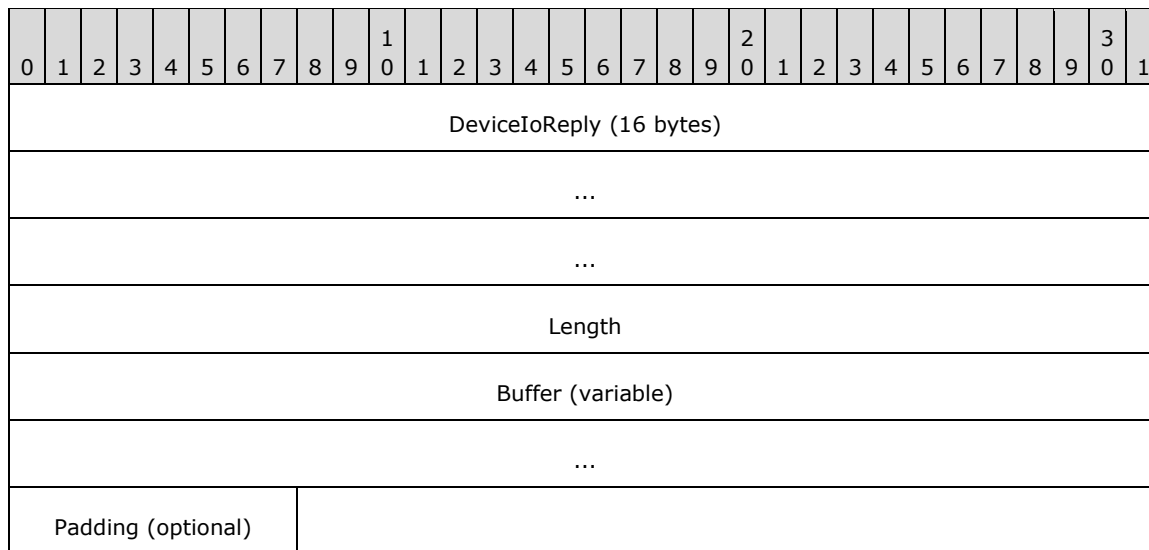 1 2 3
0 1 2 3 4 5 6 7 8 9 0 1 2 3 4 5 6 7 8 9 0 1 2 3 4 5 6 7 8 9 0 1
DeviceIoReply (16 bytes)
...
...
Length
Buffer (variable)
...
Padding (optional)